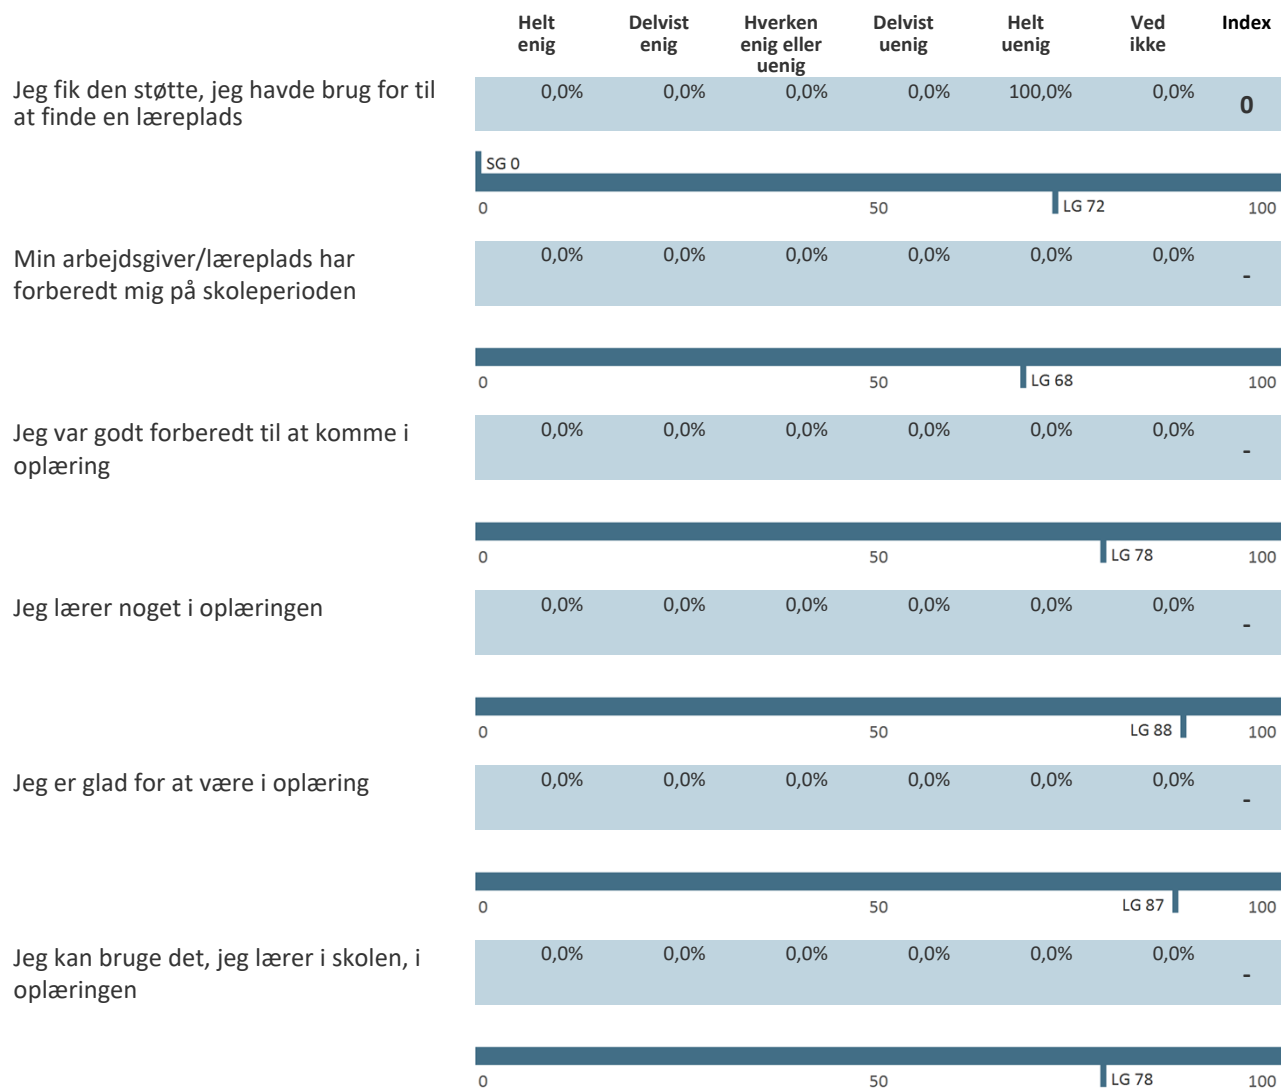 Helt enig Delvist enig Hverken enig eller uenig Delvist uenig Helt uenig Ved ikke Index
Jeg fik den støtte, jeg havde brug for til
at finde en læreplads
0,0% 0,0% 0,0% 0,0% 100,0% 0,0% 0
SG 0
0 50 LG 72 100
Min arbejdsgiver/læreplads har
forberedt mig på skoleperioden
0,0% 0,0% 0,0% 0,0% 0,0% 0,0% -
0 50 LG 68 100
Jeg var godt forberedt til at komme i
oplæring
0,0% 0,0% 0,0% 0,0% 0,0% 0,0% -
0 50 LG 78 100
Jeg lærer noget i oplæringen
0,0% 0,0% 0,0% 0,0% 0,0% 0,0% -
0 50 LG 88 100
Jeg er glad for at være i oplæring
0,0% 0,0% 0,0% 0,0% 0,0% 0,0% -
0 50 LG 87 100
Jeg kan bruge det, jeg lærer i skolen, i
oplæringen
0,0% 0,0% 0,0% 0,0% 0,0% 0,0% -
0 50 LG 78 100